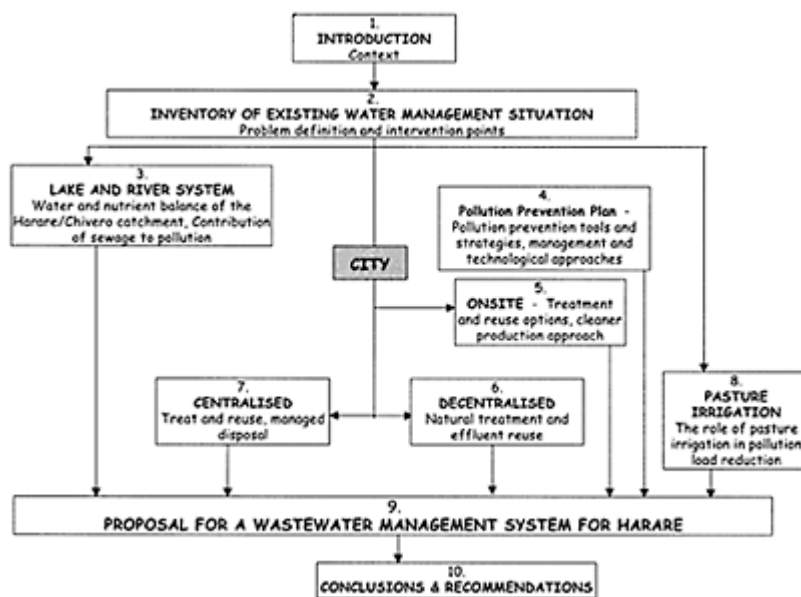 1.
INTRODUCTION
Context
2.
INVENTORY OF EXISTING WATER MANAGEMENT SITUATION
Problem definition and intervention points
3.
LAKE AND RIVER SYSTEM
Water and nutrient balance of the
Harare/Chivero catchment, Contribution
of sewage to pollution
4.
Pollution Prevention Plan -
Pollution prevention tools and
strategies, management and
technological approaches
CITY
5.
ONSITE - Treatment
and reuse options, cleaner
production approach
7.
CENTRALISED
Treat and reuse, managed
disposal
6.
DECENTRALISED
Natural treatment and
effluent reuse
8.
PASTURE
IRRIGATION
The role of pasture
irrigation in pollution
load reduction
9.
PROPOSAL FOR A WASTEWATER MANAGEMENT SYSTEM FOR HARARE
10.
CONCLUSIONS & RECOMMENDATIONS